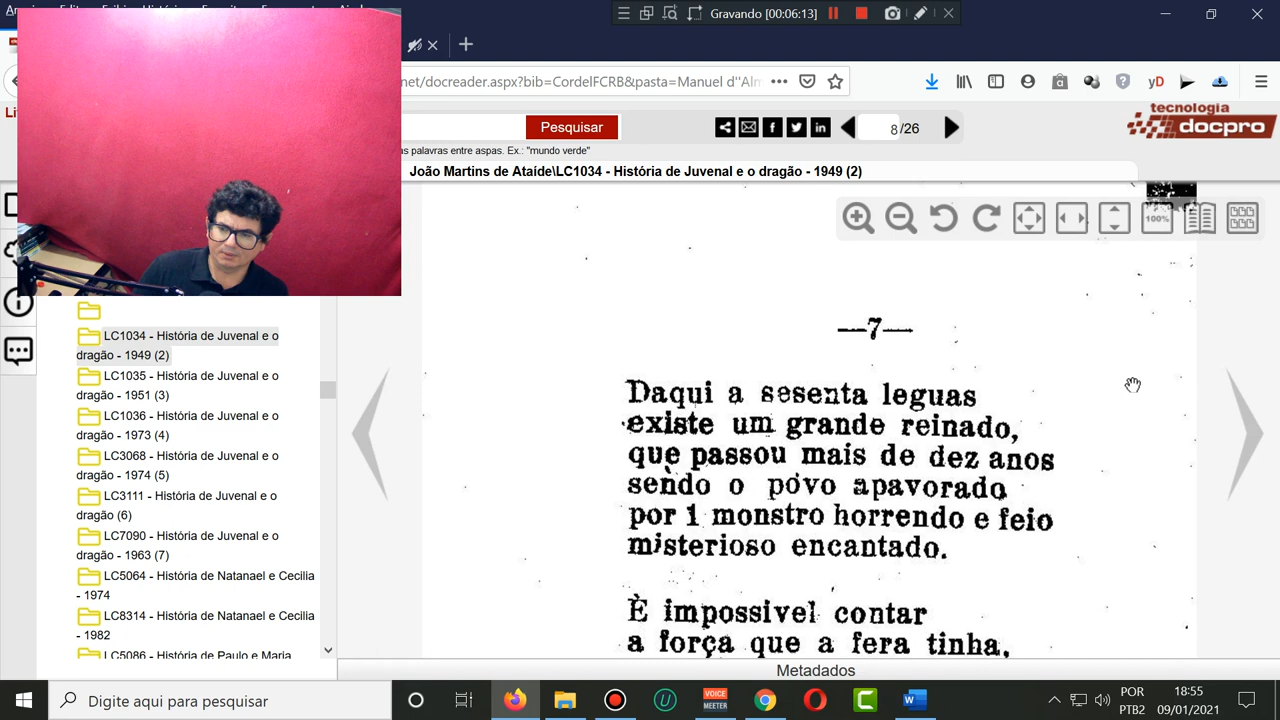 Gravando [00:06:13]
net/docreader.aspx?bib=CordelFCRB&pasta=Manuel d''Alm
yD
Li
Pesquisar
8/26
tecnologia
docpro
as palavras entre aspas. Ex.: "mundo verde"
João Martins de Ataíde\LC1034 - História de Juvenal e o dragão - 1949 (2)
100%
LC1034 - História de Juvenal e o
dragão - 1949 (2)
LC1035 - História de Juvenal e o
dragão - 1951 (3)
LC1036 - História de Juvenal e o
dragão - 1973 (4)
LC3068 - História de Juvenal e o
dragão - 1974 (5)
LC3111 - História de Juvenal e o
dragão (6)
LC7090 - História de Juvenal e o
dragão - 1963 (7)
LC5064 - História de Natanael e Cecilia
- 1974
LC8314 - História de Natanael e Cecilia
- 1982
LC5086 - História de Paulo e Maria
—7—
Daqui a sesenta leguas
existe um grande reinado,
que passou mais de dez anos
sendo o povo apavorado
por 1 monstro horrendo e feio
misterioso encantado.
È impossivel contar
a força que a fera tinha,
Metadados
Digite aqui para pesquisar
VOICE
MEETER
POR
PTB2
18:55
09/01/2021